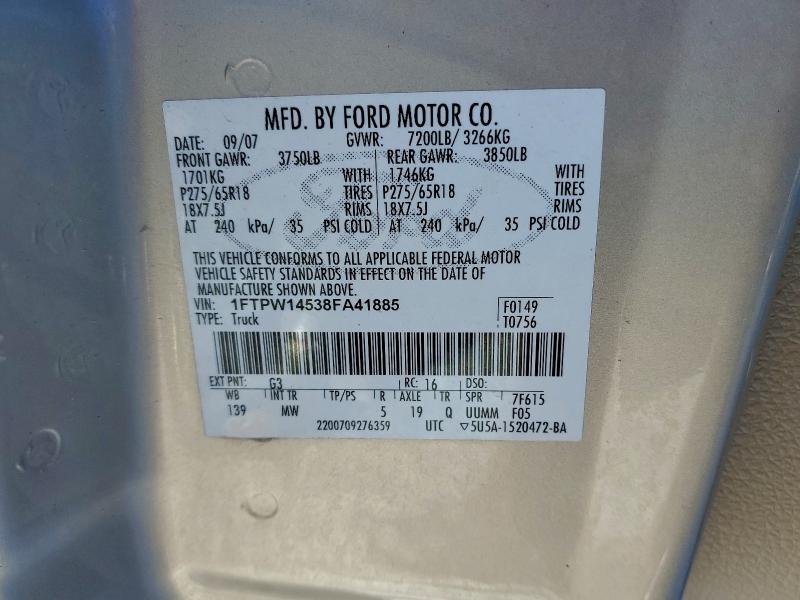 MFD. BY FORD MOTOR CO.
DATE: 09/07 GVWR: 7200LB/ 3266KG
FRONT GAWR: 3750LB REAR GAWR: 3850LB
1701KG WITH 1746KG WITH
P275/65R18 TIRES P275/65R18 TIRES
18X7.5J RIMS 18X7.5J RIMS
AT 240 kPa/ 35 PSI COLD AT 240 kPa/ 35 PSI COLD
Ford
THIS VEHICLE CONFORMS TO ALL APPLICABLE FEDERAL MOTOR
VEHICLE SAFETY STANDARDS IN EFFECT ON THE DATE OF
MANUFACTURE SHOWN ABOVE.
VIN: 1FTPW14538FA41885 F0149
TYPE: Truck T0756
EXT PNT: G3 RC: 16 DSO:
WB INT TR TP/PS R AXLE TR SPR 7F615
139 MW 5 19 Q UUMM F05
2200709276359 UTC ▽5U5A-1520472-BA